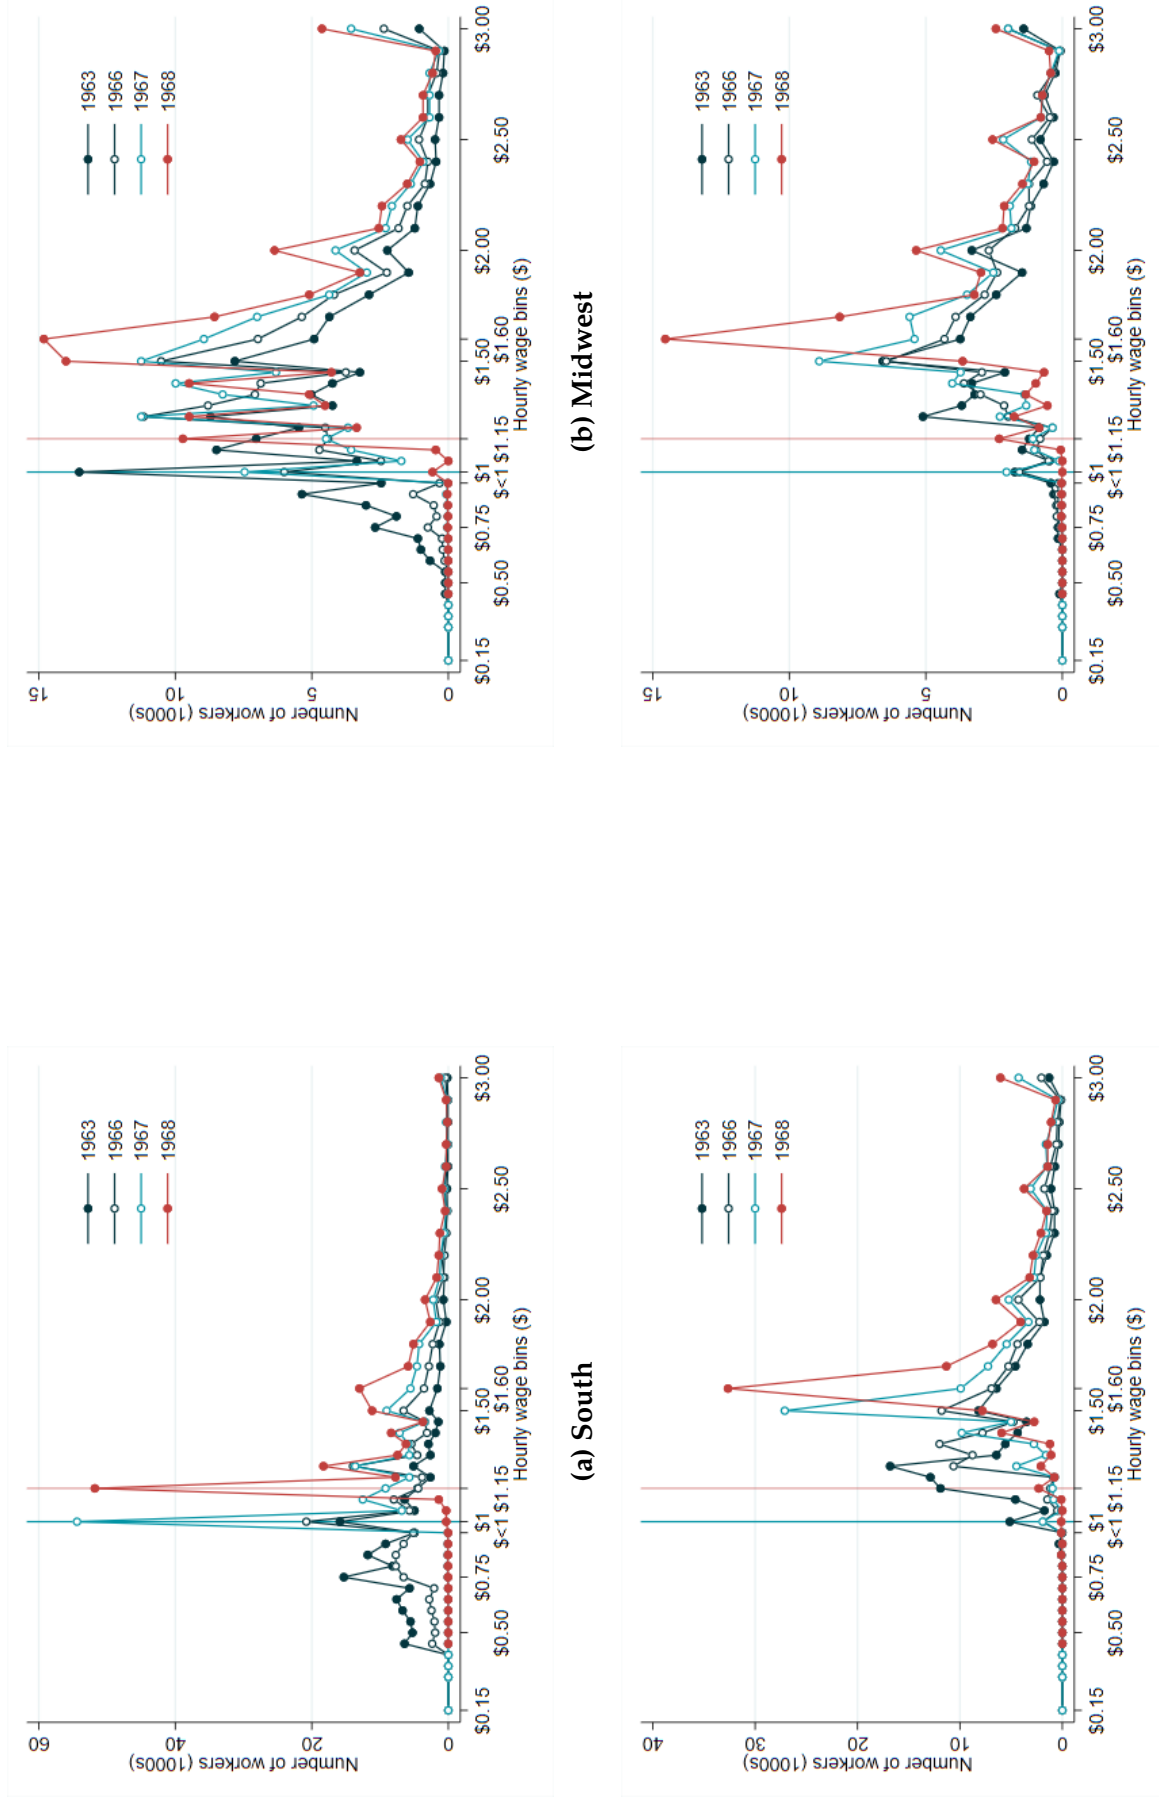 60
40
20
0
Number of workers (1000s)
1963
1966
1967
1968
$0.15 $0.50 $0.75 $<1 $1 $1.15 $1.50 $1.60 $2.00 $2.50 $3.00
Hourly wage bins ($)
(a) South
15
10
5
0
Number of workers (1000s)
1963
1966
1967
1968
$0.15 $0.50 $0.75 $<1 $1 $1.15 $1.50 $1.60 $2.00 $2.50 $3.00
Hourly wage bins ($)
(b) Midwest
40
30
20
10
0
Number of workers (1000s)
1963
1966
1967
1968
$0.15 $0.50 $0.75 $<1 $1 $1.15 $1.50 $1.60 $2.00 $2.50 $3.00
Hourly wage bins ($)
15
10
5
0
Number of workers (1000s)
1963
1966
1967
1968
$0.15 $0.50 $0.75 $<1 $1 $1.15 $1.50 $1.60 $2.00 $2.50 $3.00
Hourly wage bins ($)